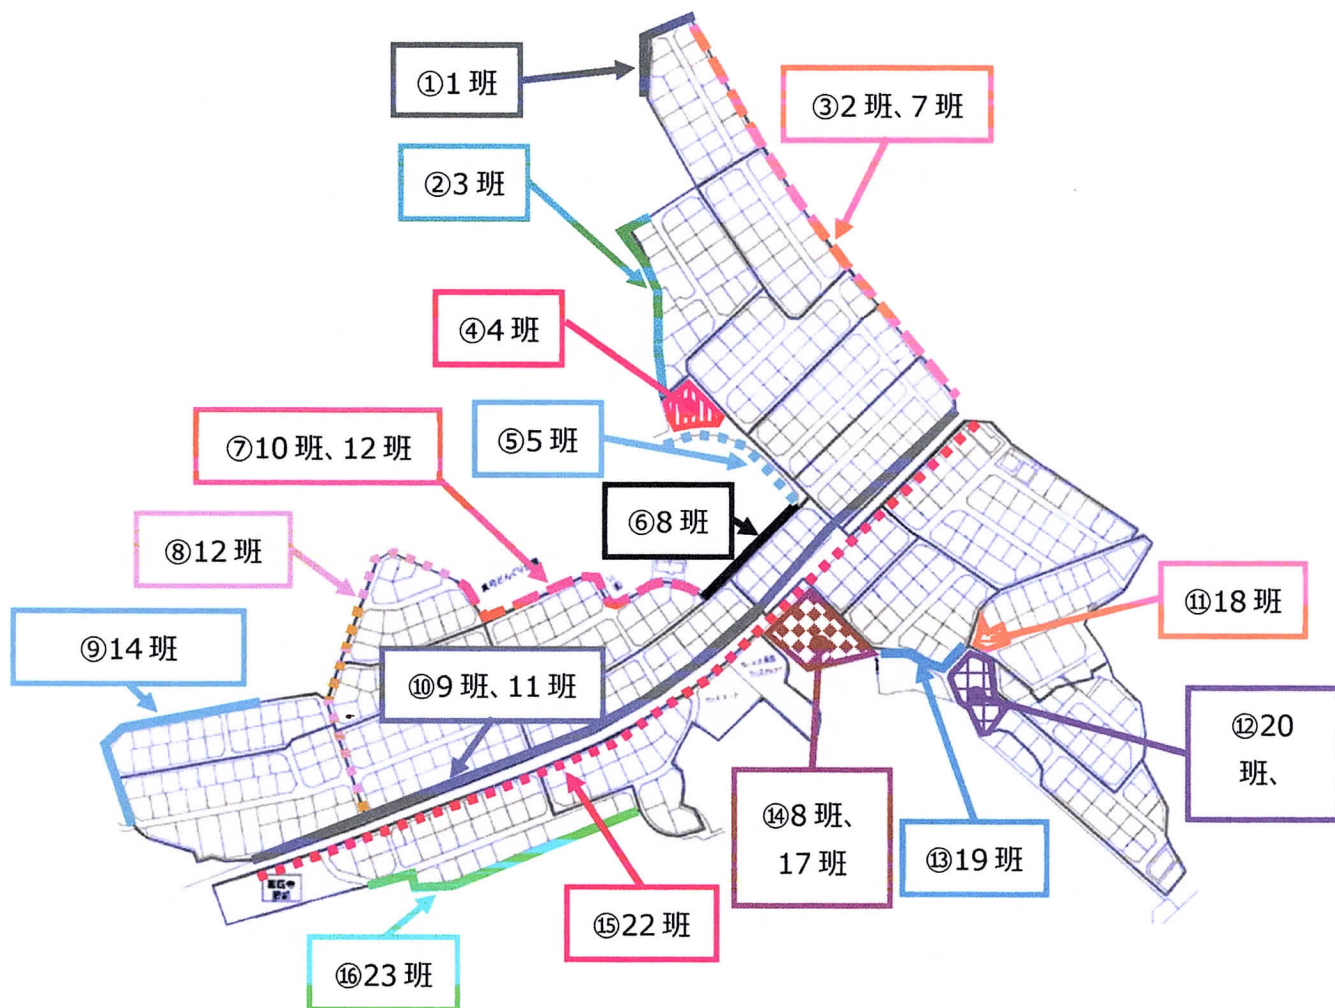 ①1 班
③2 班、7 班
②3 班
④4 班
⑦10 班、12 班
⑤5 班
⑥8 班
⑧12 班
⑪18 班
⑨14 班
⑩9 班、11 班
⑫20
班、
⑭8 班、
17 班
⑬19 班
⑮22 班
⑯23 班